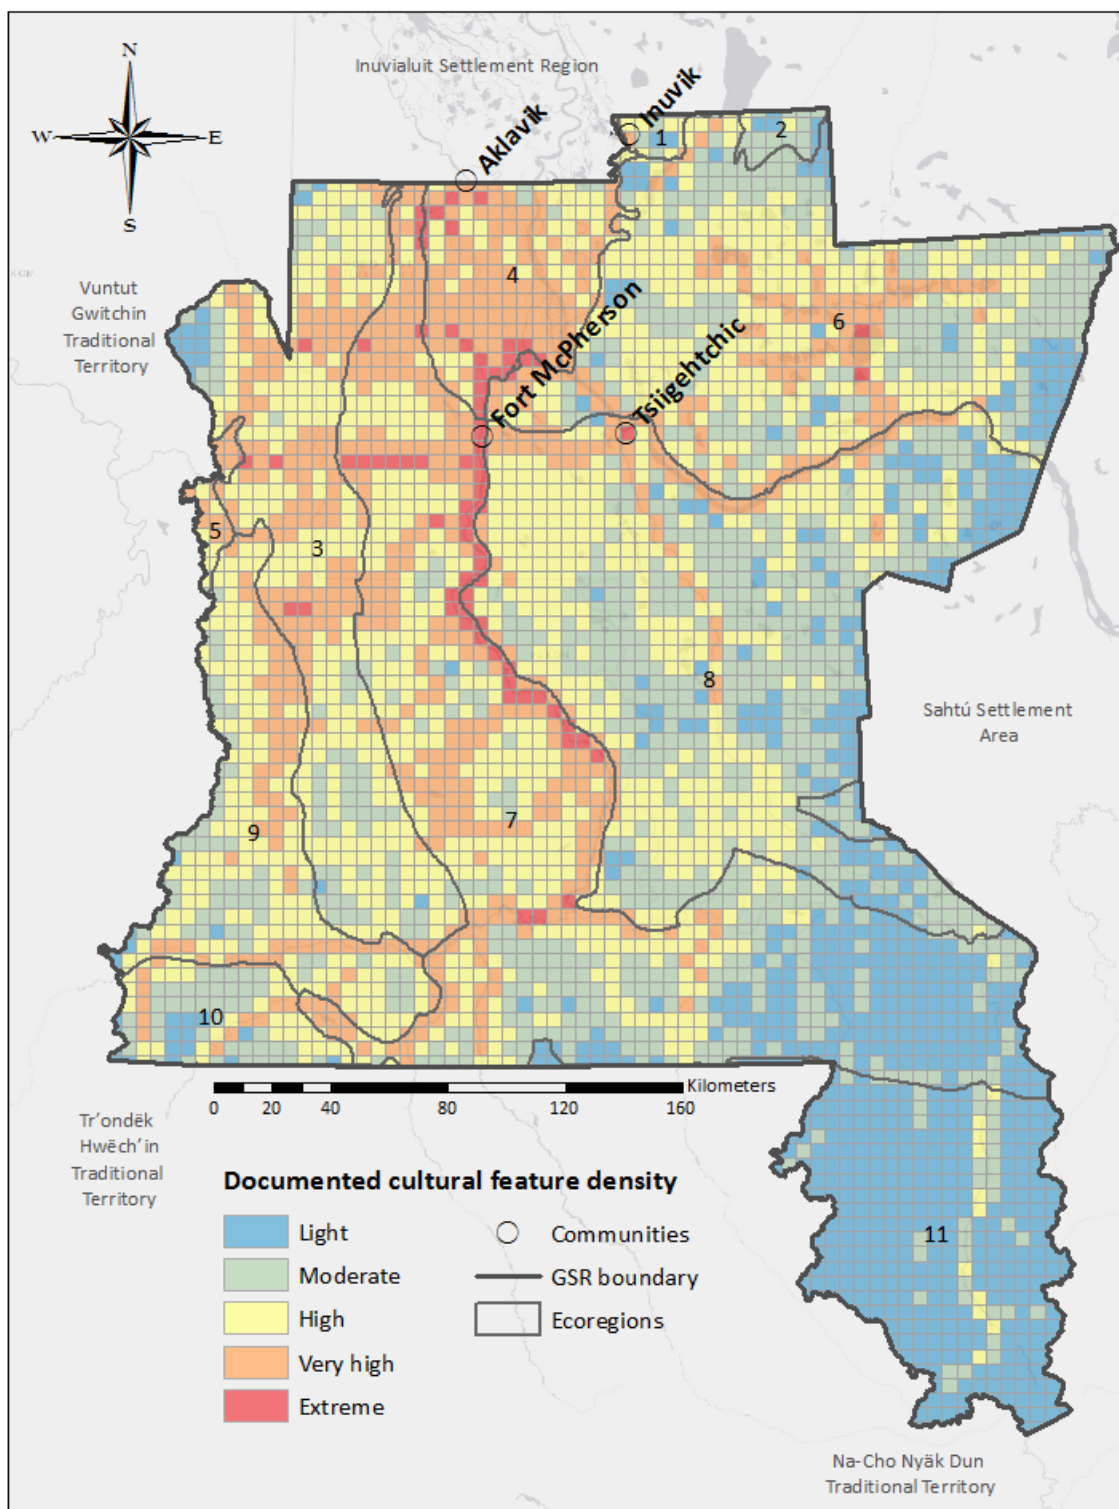 N
W
E
S
Inuvialuit Settlement Region
Aklavik
Inuvik
1
2
4
Vuntut
Gwitchin
Traditional
Territory
6
Fort McPherson
Tsiigehtchic
5
3
8
Sahtú Settlement
Area
7
9
10
Kilometers
0 20 40 80 120 160
Tr'ondëk
Hwëch'in
Traditional
Territory
Documented cultural feature density
Light
Moderate
High
Very high
Extreme
Communities
GSR boundary
Ecoregions
11
Na-Cho Nyäk Dun
Traditional Territory